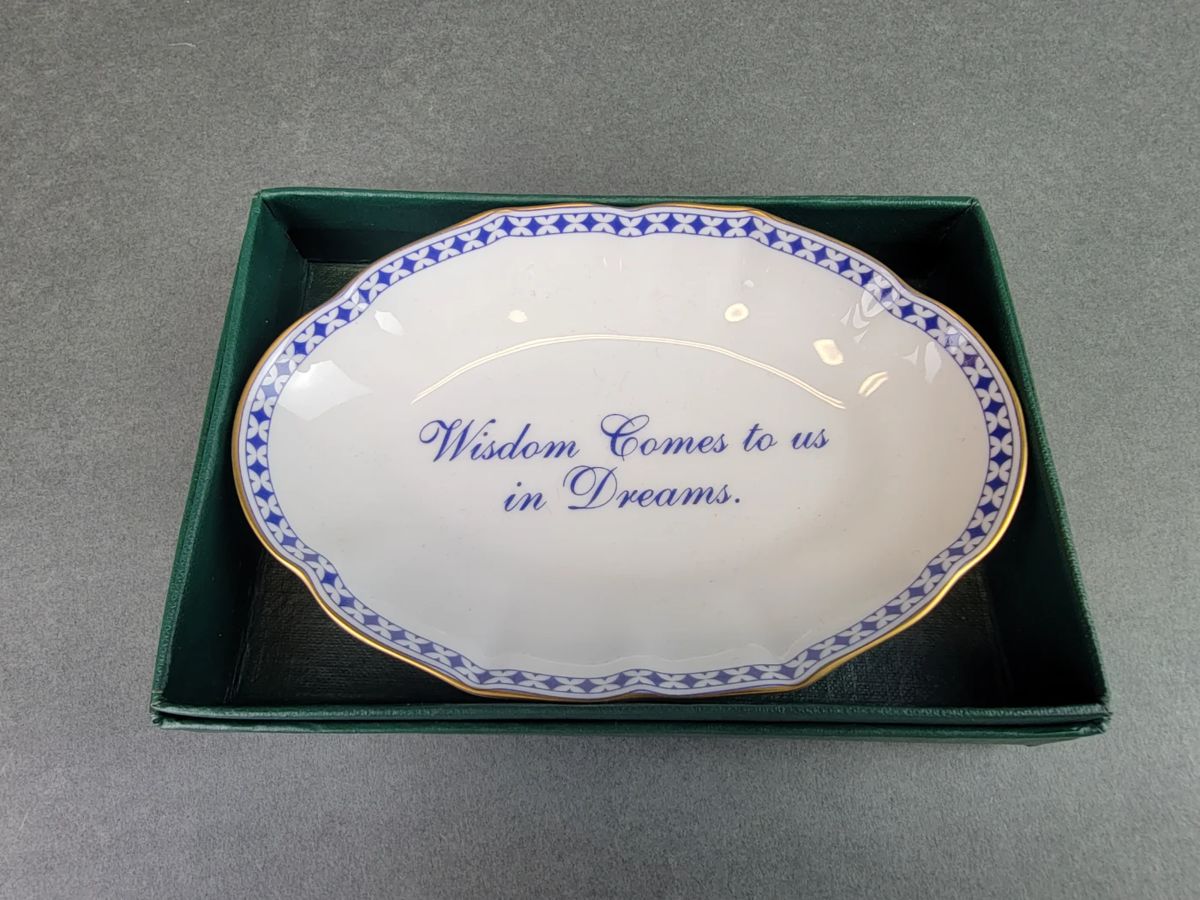 Wisdom Comes to us
in Dreams.